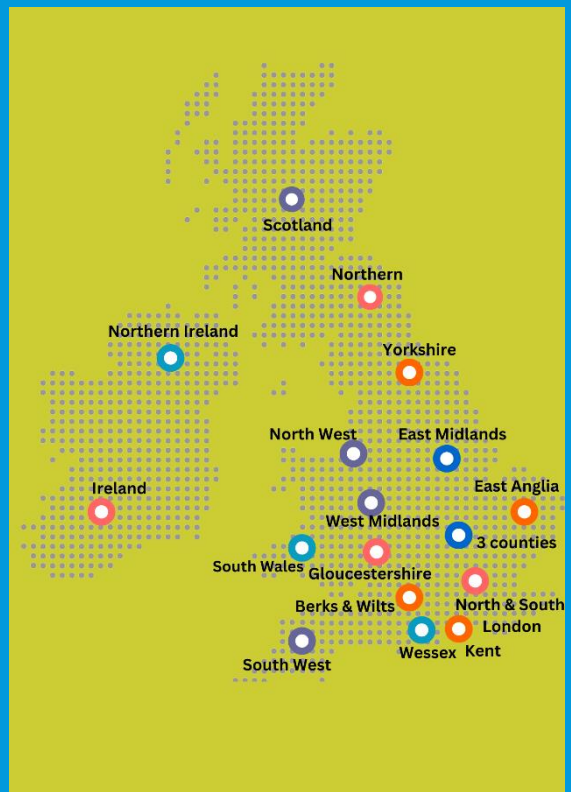 Scotland
Northern
Northern Ireland
Yorkshire
North West
East Midlands
East Anglia
Ireland
West Midlands
3 counties
South Wales
Gloucestershire
Berks & Wilts
North & South
London
Wessex
Kent
South West